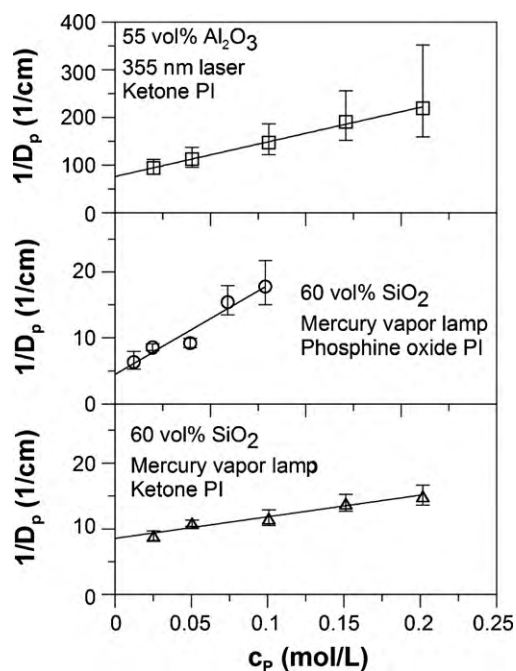 400
55 vol% Al₂O₃
355 nm laser
Ketone PI
300
200
100
0
1/Dₚ (1/cm)
20
10
0
1/Dₚ (1/cm)
60 vol% SiO₂
Mercury vapor lamp
Phosphine oxide PI
60 vol% SiO₂
Mercury vapor lamp
Ketone PI
20
10
0
1/Dₚ (1/cm)
0 0.05 0.1 0.15 0.2
cₚ (mol/L)